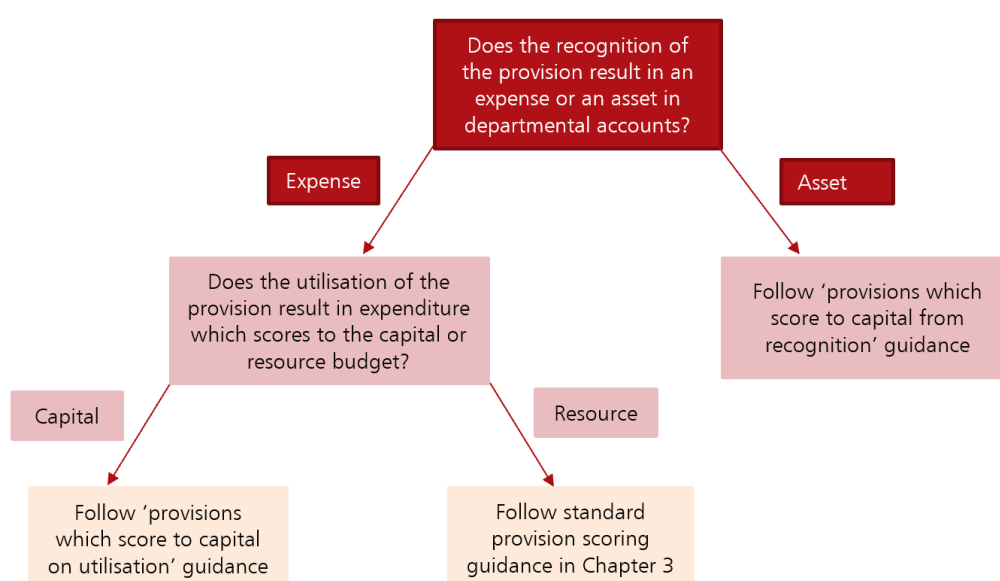 Does the recognition of
the provision result in an
expense or an asset in
departmental accounts?
Expense
Asset
Does the utilisation of the
provision result in expenditure
which scores to the capital or
resource budget?
Follow ‘provisions which
score to capital from
recognition’ guidance
Capital
Resource
Follow ‘provisions
which score to capital
on utilisation’ guidance
Follow standard
provision scoring
guidance in Chapter 3